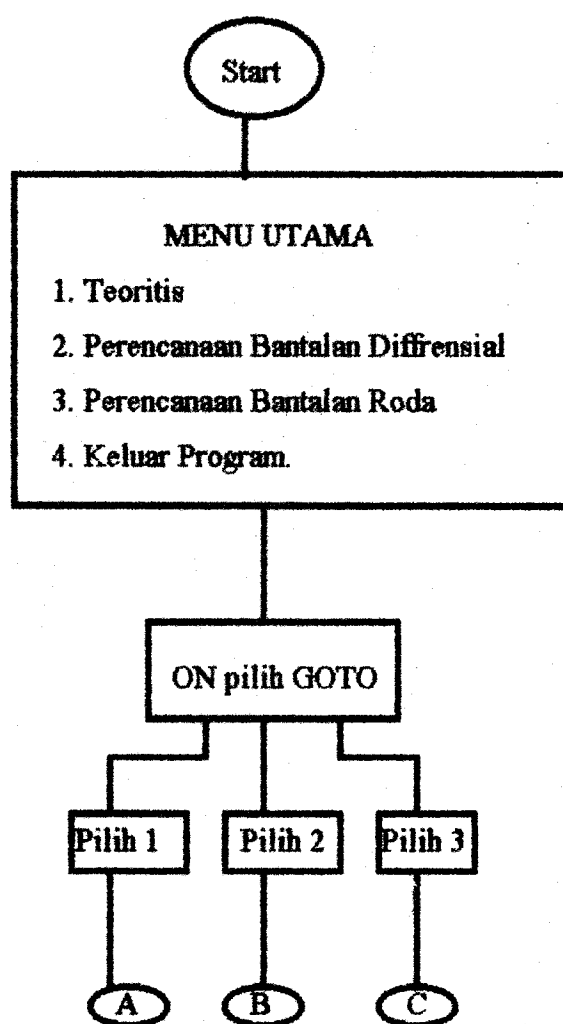 Start
MENU UTAMA
1. Teoritis
2. Perencanaan Bantalan Diffrensial
3. Perencanaan Bantalan Roda
4. Keluar Program.
ON pilih GOTO
Pilih 1
Pilih 2
Pilih 3
A
B
C